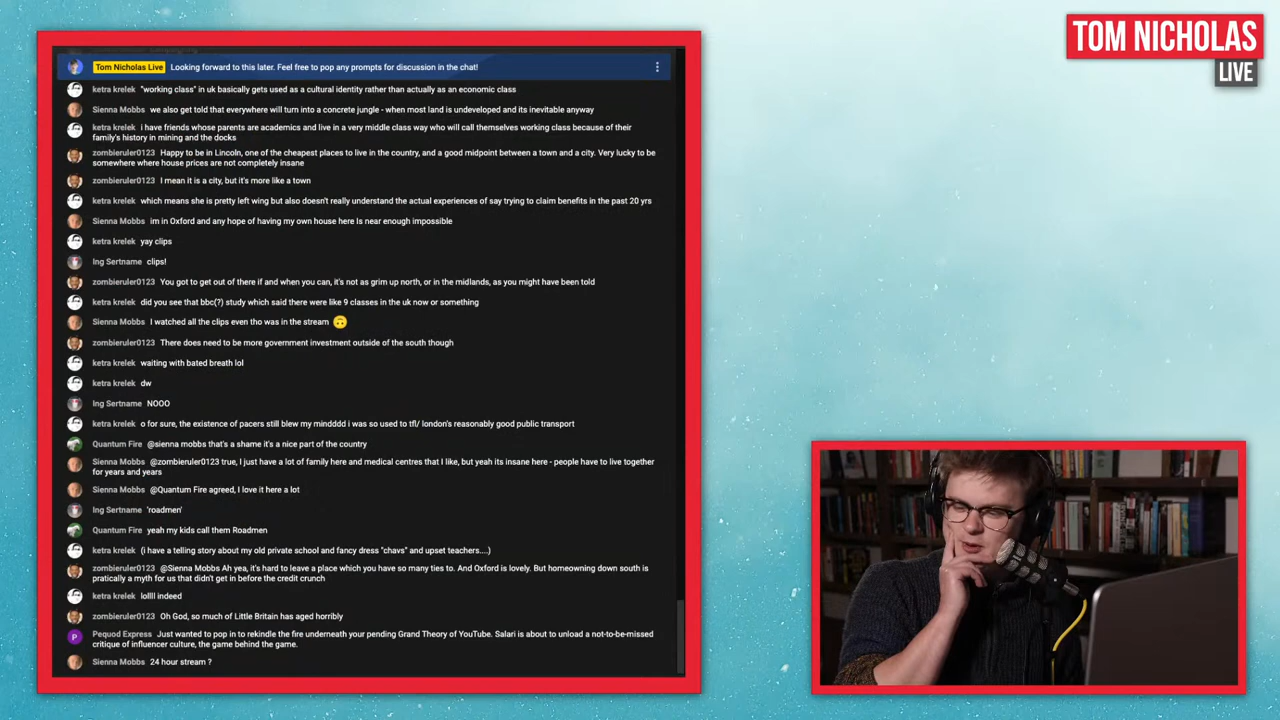 TOM NICHOLAS
LIVE
Tom Nicholas Live Looking forward to this later. Feel free to pop any prompts for discussion in the chat!
ketra krelek "working class" in uk basically gets used as a cultural identity rather than actually as an economic class
Sienna Mobbs we also get told that everywhere will turn into a concrete jungle - when most land is undeveloped and its inevitable anyway
ketra krelek i have friends whose parents are academics and live in a very middle class way who will call themselves working class because of their
family's history in mining and the docks
zombieruler0123 Happy to be in Lincoln, one of the cheapest places to live in the country, and a good midpoint between a town and a city. Very lucky to be
somewhere where house prices are not completely insane
zombieruler0123 I mean it is a city, but it's more like a town
ketra krelek which means she is pretty left wing but also doesn't really understand the actual experiences of say trying to claim benefits in the past 20 yrs
Sienna Mobbs im in Oxford and any hope of having my own house here Is near enough impossible
ketra krelek yay clips
Ing Sertname clips!
zombieruler0123 You got to get out of there if and when you can, it's not as grim up north, or in the midlands, as you might have been told
ketra krelek did you see that bbc(?) study which said there were like 9 classes in the uk now or something
Sienna Mobbs I watched all the clips even tho was in the stream 🙃
zombieruler0123 There does need to be more government investment outside of the south though
ketra krelek waiting with bated breath lol
ketra krelek dw
Ing Sertname NOOO
ketra krelek o for sure, the existence of pacers still blew my mindddd i was so used to tfl/ london's reasonably good public transport
Quantum Fire @sienna mobbs that's a shame it's a nice part of the country
Sienna Mobbs @zombieruler0123 true, I just have a lot of family here and medical centres that I like, but yeah its insane here - people have to live together
for years and years
Sienna Mobbs @Quantum Fire agreed, I love it here a lot
Ing Sertname 'roadmen'
Quantum Fire yeah my kids call them Roadmen
ketra krelek (i have a telling story about my old private school and fancy dress "chavs" and upset teachers....)
zombieruler0123 @Sienna Mobbs Ah yea, it's hard to leave a place which you have so many ties to. And Oxford is lovely. But homeowning down south is
pratically a myth for us that didn't get in before the credit crunch
ketra krelek lollll indeed
zombieruler0123 Oh God, so much of Little Britain has aged horribly
P
Pequod Express Just wanted to pop in to rekindle the fire underneath your pending Grand Theory of YouTube. Salari is about to unload a not-to-be-missed
critique of influencer culture, the game behind the game.
Sienna Mobbs 24 hour stream ?